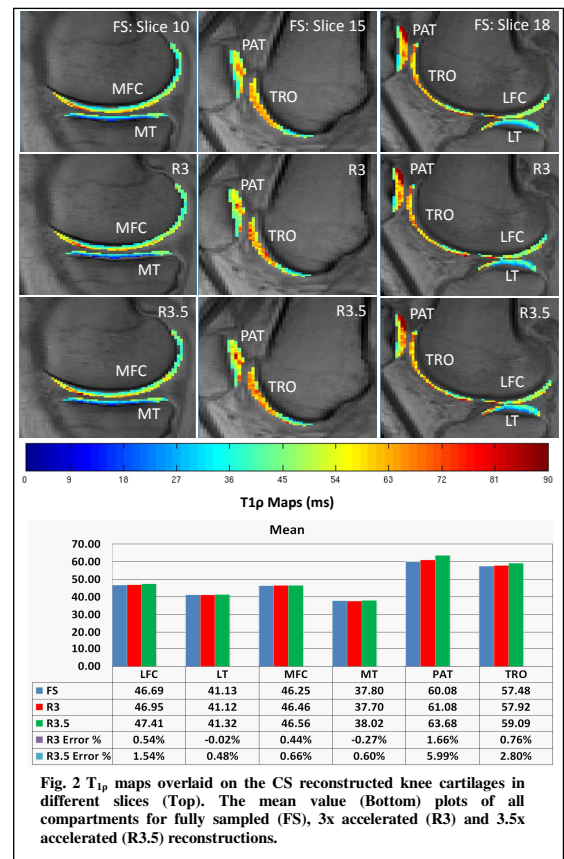 FS: Slice 10
MFC
MT
FS: Slice 15
PAT
TRO
FS: Slice 18
PAT
TRO
LFC
LT
R3
MFC
MT
R3
PAT
TRO
R3
PAT
TRO
LFC
LT
R3.5
MFC
MT
R3.5
PAT
TRO
R3.5
PAT
TRO
LFC
LT
0 9 18 27 36 45 54 63 72 81 90
T1ρ Maps (ms)
Mean
70.00
60.00
50.00
40.00
30.00
20.00
10.00
0.00
LFC LT MFC MT PAT TRO
FS 46.69 41.13 46.25 37.80 60.08 57.48
R3 46.95 41.12 46.46 37.70 61.08 57.92
R3.5 47.41 41.32 46.56 38.02 63.68 59.09
R3 Error % 0.54% -0.02% 0.44% -0.27% 1.66% 0.76%
R3.5 Error % 1.54% 0.48% 0.66% 0.60% 5.99% 2.80%
Fig. 2 T1ρ maps overlaid on the CS reconstructed knee cartilages in
different slices (Top). The mean value (Bottom) plots of all
compartments for fully sampled (FS), 3x accelerated (R3) and 3.5x
accelerated (R3.5) reconstructions.